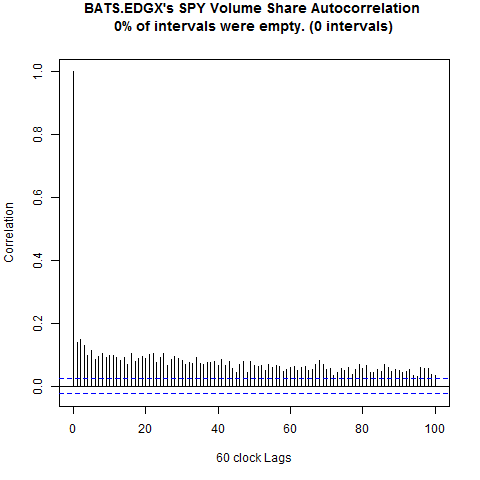 BATS.EDGX's SPY Volume Share Autocorrelation
0% of intervals were empty. (0 intervals)
1.0
0.8
0.6
0.4
0.2
0.0
Correlation
0 20 40 60 80 100
60 clock Lags